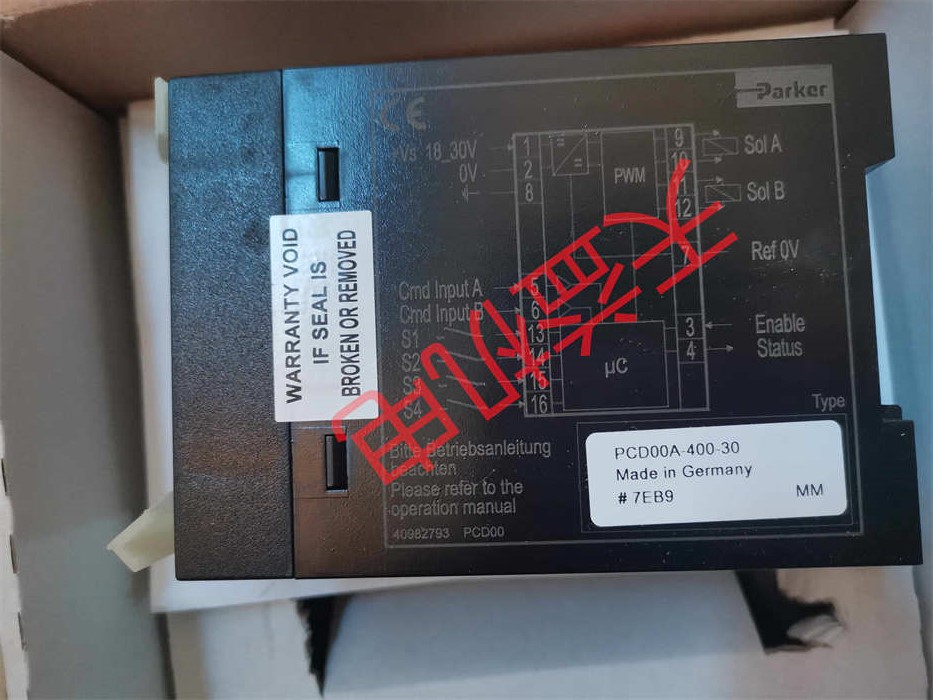 Parker
CE
+Vs 18_30V
0V
1
2
8
PWM
9
10
11
12
Sol A
Sol B
7
Ref 0V
Cmd Input A
Cmd Input B
S1
S2
S3
S4
5
6
13
14
15
16
µC
3
4
Enable
Status
WARRANTY VOID
IF SEAL IS
BROKEN OR REMOVED
Bitte Betriebsanleitung
beachten
Please refer to the
operation manual
40982793 PCD00
Type
PCD00A-400-30
Made in Germany
# 7EB9
MM